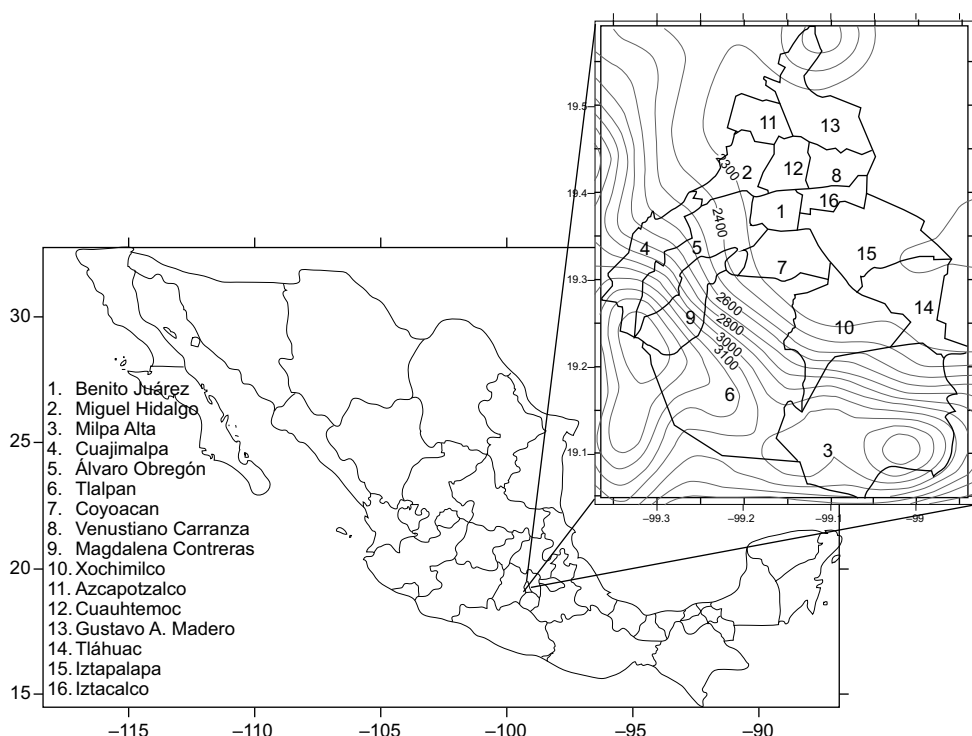 19.5
19.4
19.3
19.2
19.1
–99.3
–99.2
–99.1
–99
11
13
2300
2
12
8
16
1
2400
4
5
15
7
14
2600
2800
3000
3100
9
10
6
3
30
25
20
15
–115
–110
–105
–100
–95
–90
1. Benito Juárez
2. Miguel Hidalgo
3. Milpa Alta
4. Cuajimalpa
5. Álvaro Obregón
6. Tlalpan
7. Coyoacan
8. Venustiano Carranza
9. Magdalena Contreras
10. Xochimilco
11. Azcapotzalco
12. Cuauhtemoc
13. Gustavo A. Madero
14. Tláhuac
15. Iztapalapa
16. Iztacalco